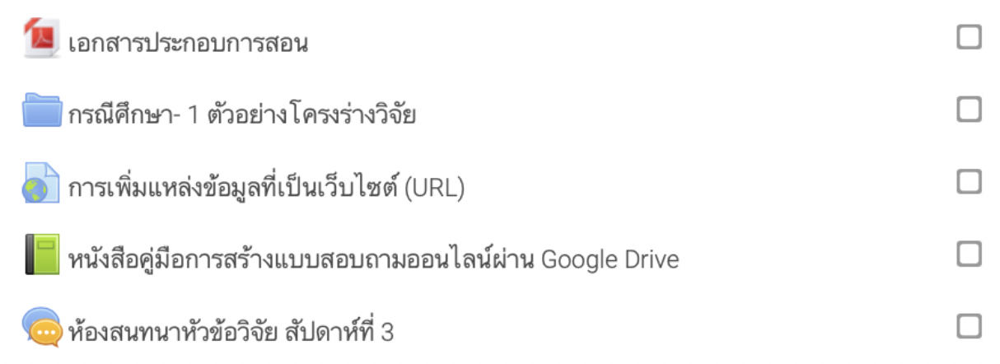 เอกสารประกอบการสอน
กรณีศึกษา- 1 ตัวอย่างโครงร่างวิจัย
การเพิ่มแหล่งข้อมูลที่เป็นเว็บไซต์ (URL)
หนังสือคู่มือการสร้างแบบสอบถามออนไลน์ผ่าน Google Drive
ห้องสนทนาหัวข้อวิจัย สัปดาห์ที่ 3